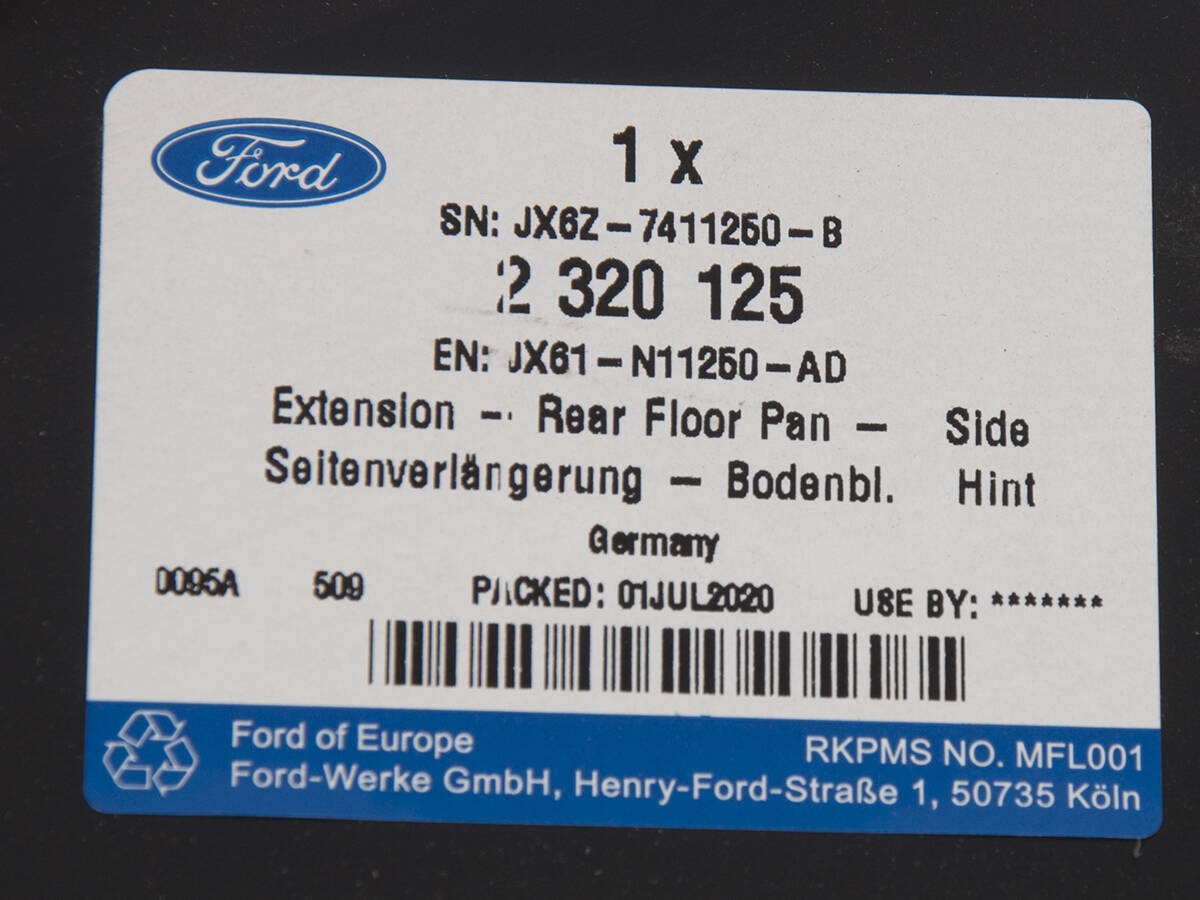 Ford
1 x
SN: JX6Z-7411260-B
2 320 125
EN: JX61-N11260-AD
Extension - Rear Floor Pan - Side
Seitenverlängerung - Bodenbl. Hint
Germany
0095A 509 PACKED: 01JUL2020 USE BY: *******
Ford of Europe
RKPMS NO. MFL001
Ford-Werke GmbH, Henry-Ford-Straße 1, 50735 Köln